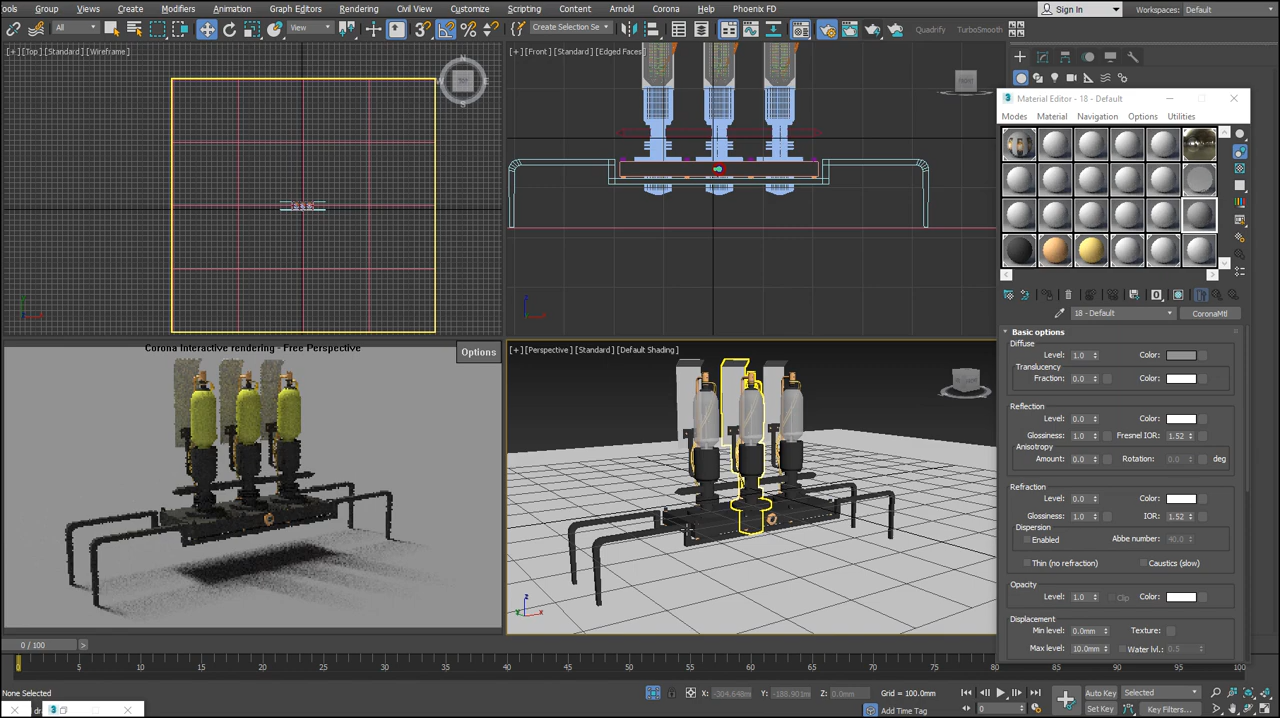 ols Group Views Create Modifiers Animation Graph Editors Rendering Civil View Customize Scripting Content Arnold Corona Help Phoenix FD Sign In Workspaces: Default
All View Create Selection Se Quadrify TurboSmooth
[+] [Top] [Standard] [Wireframe]
[+] [Front] [Standard] [Edged Faces]
N
TOP
W
E
S
FRONT
Material Editor - 18 - Default
Modes Material Navigation Options Utilities
18 - Default CoronaMtl
Basic options
Diffuse
Level: 1.0 Color:
Translucency
Fraction: 0.0 Color:
Reflection
Level: 0.0 Color:
Glossiness: 1.0 Fresnel IOR: 1.52
Anisotropy
Amount: 0.0 Rotation: 0.0 deg
Refraction
Level: 0.0 Color:
Glossiness: 1.0 IOR: 1.52
Dispersion
Enabled Abbe number: 40.0
Thin (no refraction) Caustics (slow)
Opacity
Level: 1.0 Clip Color:
Displacement
Min level: 0.0mm Texture:
Max level: 10.0mm Water lvl.: 0.5
Corona Interactive rendering - Free Perspective
Options
[+] [Perspective] [Standard] [Default Shading]
z
x
y
0 / 100 >
0 5 10 15 20 25 30 35 40 45 50 55 60 65 70 75 80 85 90 95 100
None Selected X: -304.648m Y: -188.901m Z: 0.0mm Grid = 100.0mm Auto Key Selected
dr Add Time Tag 0 Set Key Key Filters...
3